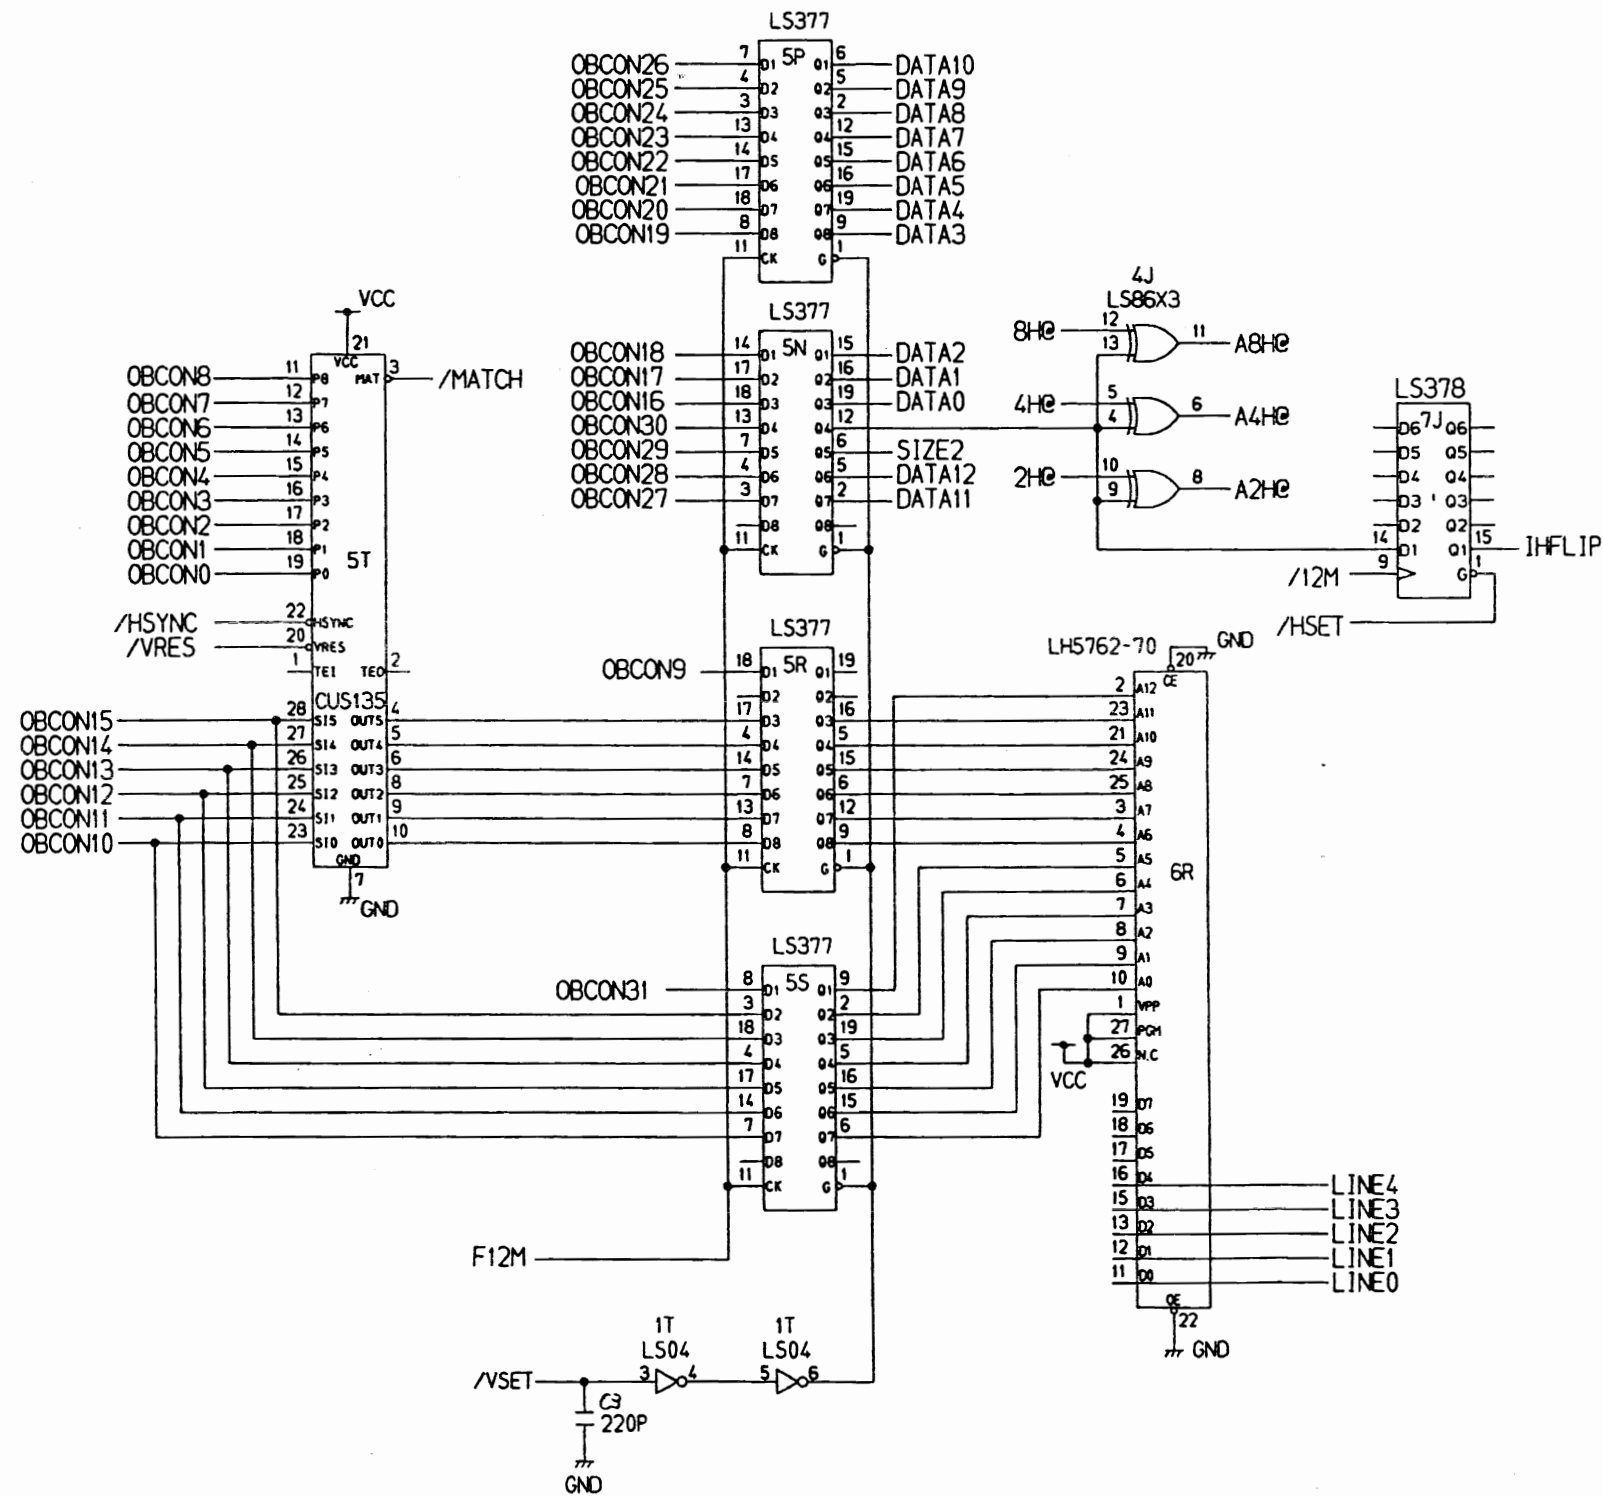 LS377
5P
OBCON26 7 D1 Q1 6 DATA10
OBCON25 4 D2 Q2 5 DATA9
OBCON24 3 D3 Q3 2 DATA8
OBCON23 13 D4 Q4 12 DATA7
OBCON22 14 D5 Q5 15 DATA6
OBCON21 17 D6 Q6 16 DATA5
OBCON20 18 D7 Q7 19 DATA4
OBCON19 8 D8 Q8 9 DATA3
11 CK G 1
LS377
5N
OBCON18 14 D1 Q1 15 DATA2
OBCON17 17 D2 Q2 16 DATA1
OBCON16 18 D3 Q3 19 DATA0
OBCON30 13 D4 Q4 12
OBCON29 7 D5 Q5 6 SIZE2
OBCON28 4 D6 Q6 5 DATA12
OBCON27 3 D7 Q7 2 DATA11
D8 Q8
11 CK G 1
4J
LS86X3
8H@ 12 13 11 A8H@
4H@ 5 4 6 A4H@
2H@ 10 9 8 A2H@
LS378
7J
D6 Q6
D5 Q5
D4 Q4
D3 Q3
D2 Q2
14 D1 Q1 15 IHFLIP
/12M 9 G 1
/HSET
VCC
21
VCC
OBCON8 11 P8 MAT 3 /MATCH
OBCON7 12 P7
OBCON6 13 P6
OBCON5 14 P5
OBCON4 15 P4
OBCON3 16 P3
OBCON2 17 P2
OBCON1 18 P1
OBCON0 19 P0
5T
/HSYNC 22 HSYNC
/VRES 20 VRES
1 TEI TEO 2
CUS135
OBCON15 28 SI5 OUT5 4
OBCON14 27 SI4 OUT4 5
OBCON13 26 SI3 OUT3 6
OBCON12 25 SI2 OUT2 8
OBCON11 24 SI1 OUT1 9
OBCON10 23 SI0 OUT0 10
GND
7
GND
LS377
5R
OBCON9 18 D1 Q1 19
D2 Q2
17 D3 Q3 16
4 D4 Q4 5
14 D5 Q5 15
7 D6 Q6 6
13 D7 Q7 12
8 D8 Q8 9
11 CK G 1
LS377
5S
OBCON31 8 D1 Q1 9
3 D2 Q2 2
18 D3 Q3 19
4 D4 Q4 5
17 D5 Q5 16
14 D6 Q6 15
7 D7 Q7 6
D8 Q8
11 CK G 1
LH5762-70
20 GND
CE
2 A12
23 A11
21 A10
24 A9
25 A8
3 A7
4 A6
5 A5
6 A4
7 A3
8 A2
9 A1
10 A0
6R
1 VPP
27 PGM
26 N.C
VCC
19 D7
18 D6
17 D5
16 D4 LINE4
15 D3 LINE3
13 D2 LINE2
12 D1 LINE1
11 D0 LINE0
OE
22
GND
F12M
1T
LS04
1T
LS04
/VSET 3 4 5 6
C3
220P
GND